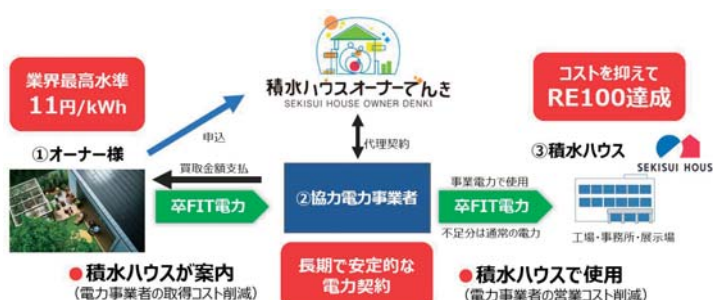 業界最高水準
11円/kWh
積水ハウスオーナーでんき
SEKISUI HOUSE OWNER DENKI
コストを抑えて
RE100達成
申込
代理契約
①オーナー様
③積水ハウス
SEKISUI HOUS
買取金額支払
卒FIT電力
②協力電力事業者
事業電力で使用
卒FIT電力
不足分は通常の電力
工場・事務所・展示場
●積水ハウスが案内
(電力事業者の取得コスト削減)
長期で安定的な
電力契約
●積水ハウスで使用
(電力事業者の営業コスト削減)